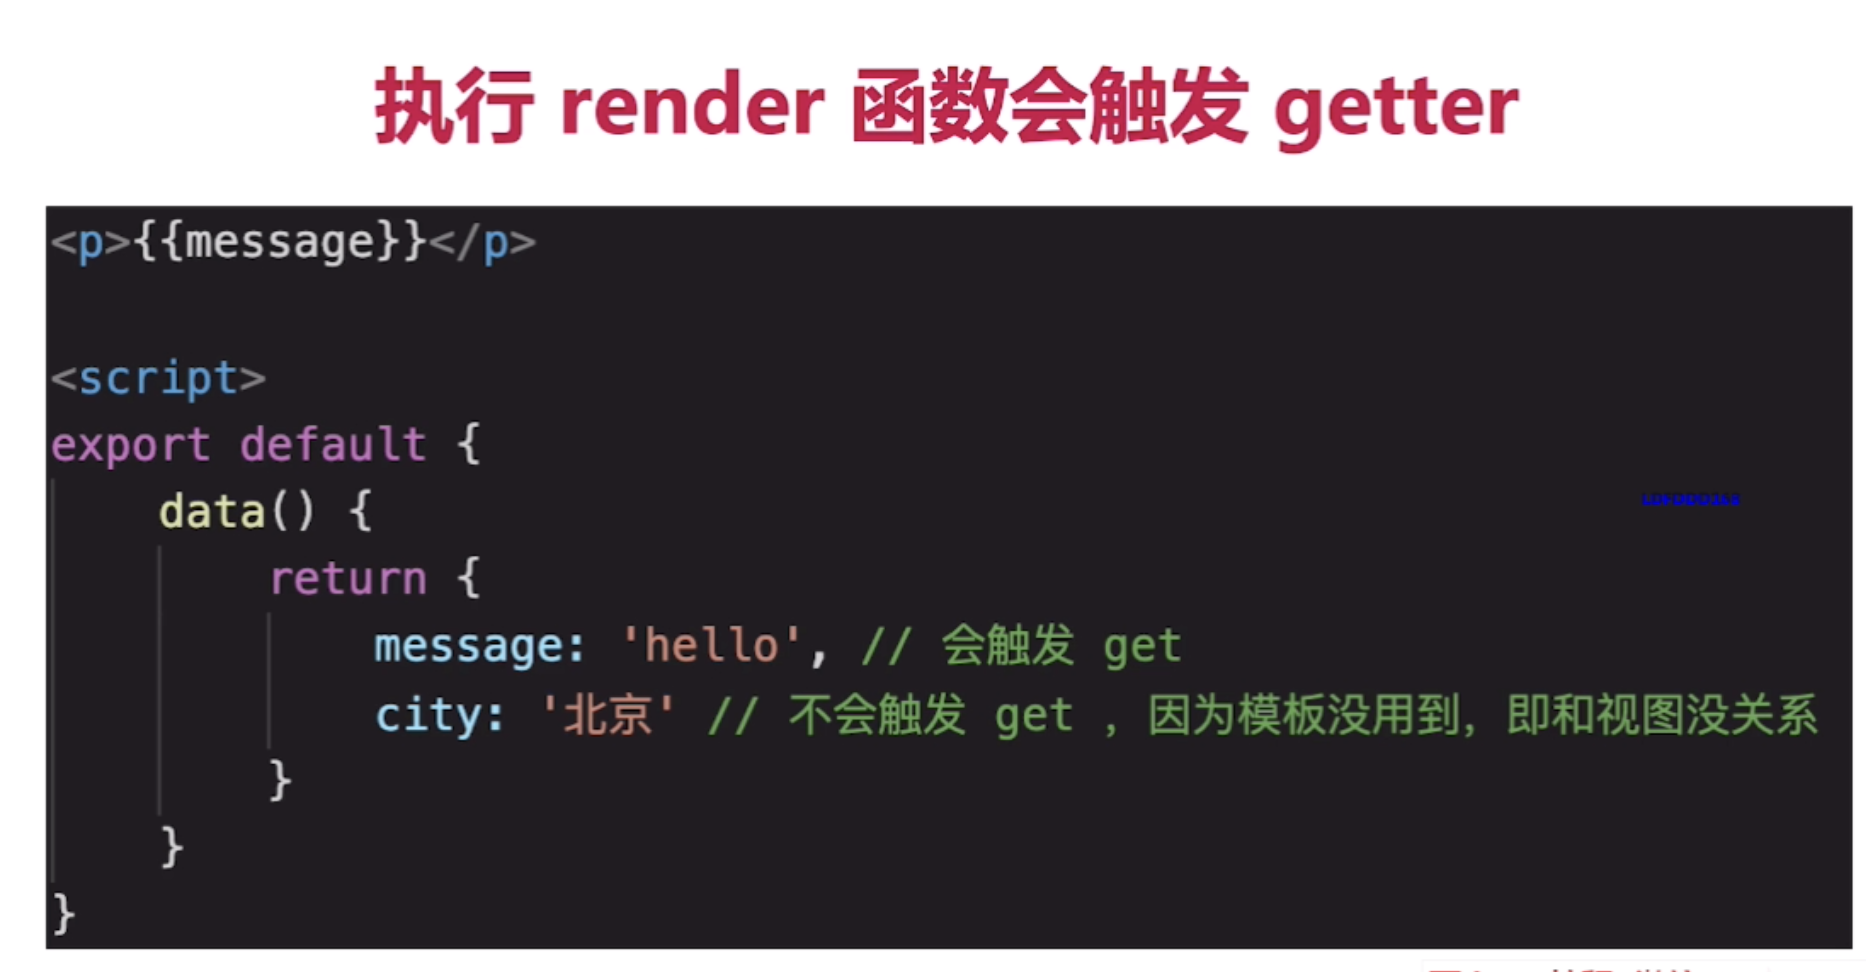 执行 render 函数会触发 getter
<p>{{message}}</p>
<script>
export default {
data() {
return {
message: 'hello', // 会触发 get
city: '北京' // 不会触发 get ，因为模板没用到，即和视图没关系
}
}
}